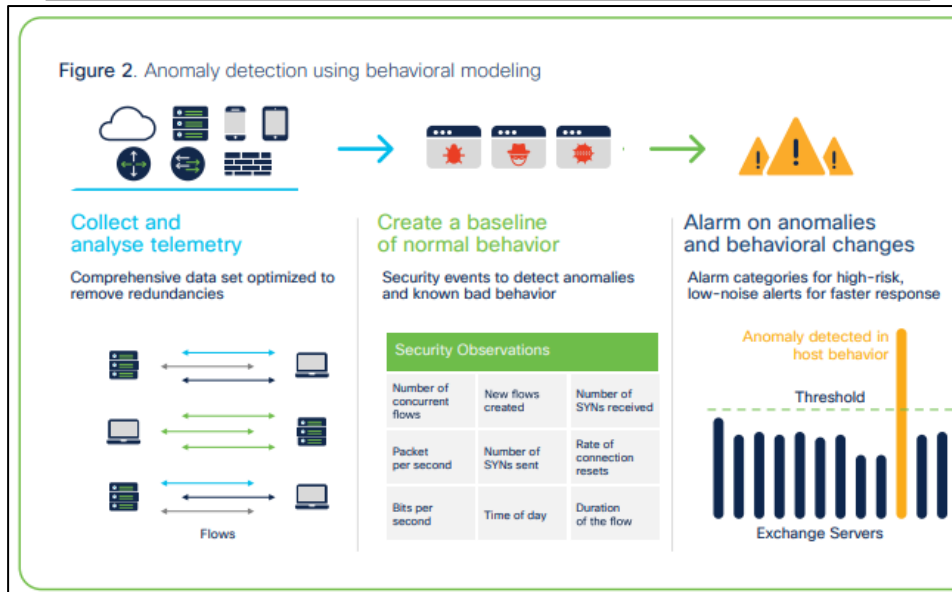 Figure 2. Anomaly detection using behavioral modeling
Collect and
analyse telemetry
Comprehensive data set optimized to
remove redundancies
Flows
Create a baseline
of normal behavior
Security events to detect anomalies
and known bad behavior
Security Observations
Number of
concurrent
flows
New flows
created
Number of
SYNs received
Packet
per second
Number of
SYNs sent
Rate of
connection
resets
Bits per
second
Time of day
Duration
of the flow
Alarm on anomalies
and behavioral changes
Alarm categories for high-risk,
low-noise alerts for faster response
Anomaly detected in
host behavior
Threshold
Exchange Servers